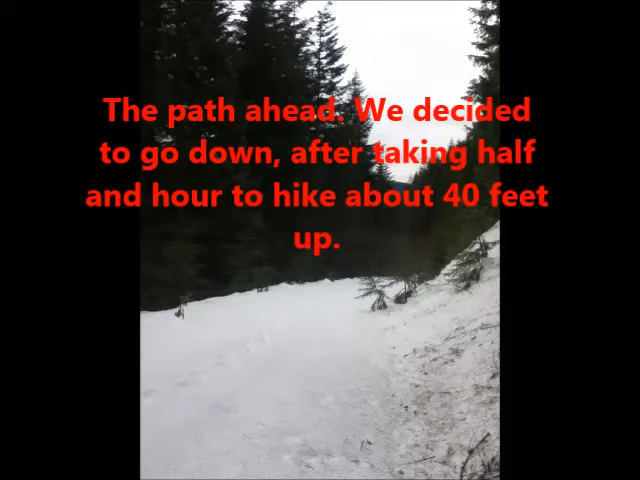 The path ahead. We decided
to go down, after taking half
and hour to hike about 40 feet
up.